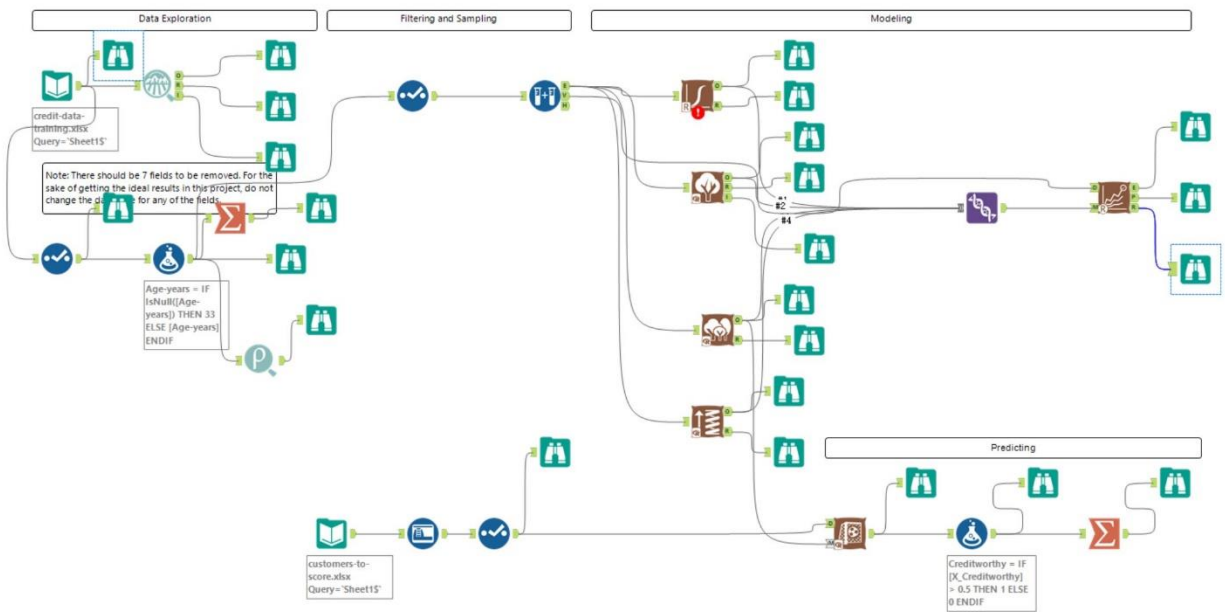 Data Exploration
Filtering and Sampling
Modeling
credit-data-
training.xlsx
Query=`Sheet1$`
Note: There should be 7 fields to be removed. For the
sake of getting the ideal results in this project, do not
change the for any of the fields.
Age-years = IF
IsNull([Age-
years]) THEN 33
ELSE [Age-years]
ENDIF
O
R
I
E
V
H
O
R
O
R
I
#2
#4
O
R
O
R
D
M
E
P
R
Predicting
customers-to-
score.xlsx
Query=`Sheet1$`
D
M
Creditworthy = IF
[X_Creditworthy]
> 0.5 THEN 1 ELSE
0 ENDIF